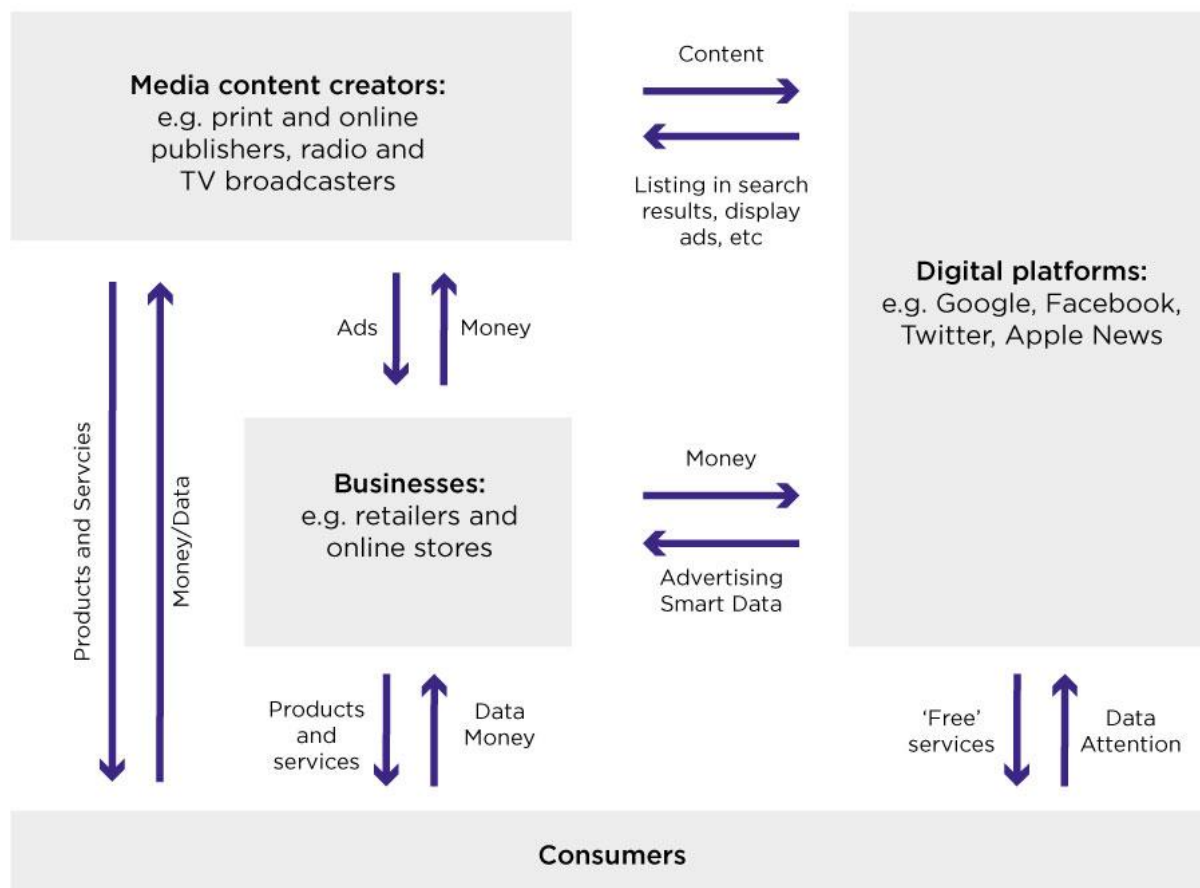 Media content creators:
e.g. print and online
publishers, radio and
TV broadcasters
Content
Listing in search
results, display
ads, etc
Digital platforms:
e.g. Google, Facebook,
Twitter, Apple News
Ads
Money
Products and Servcies
Money/Data
Businesses:
e.g. retailers and
online stores
Money
Advertising
Smart Data
Products
and
services
Data
Money
'Free'
services
Data
Attention
Consumers